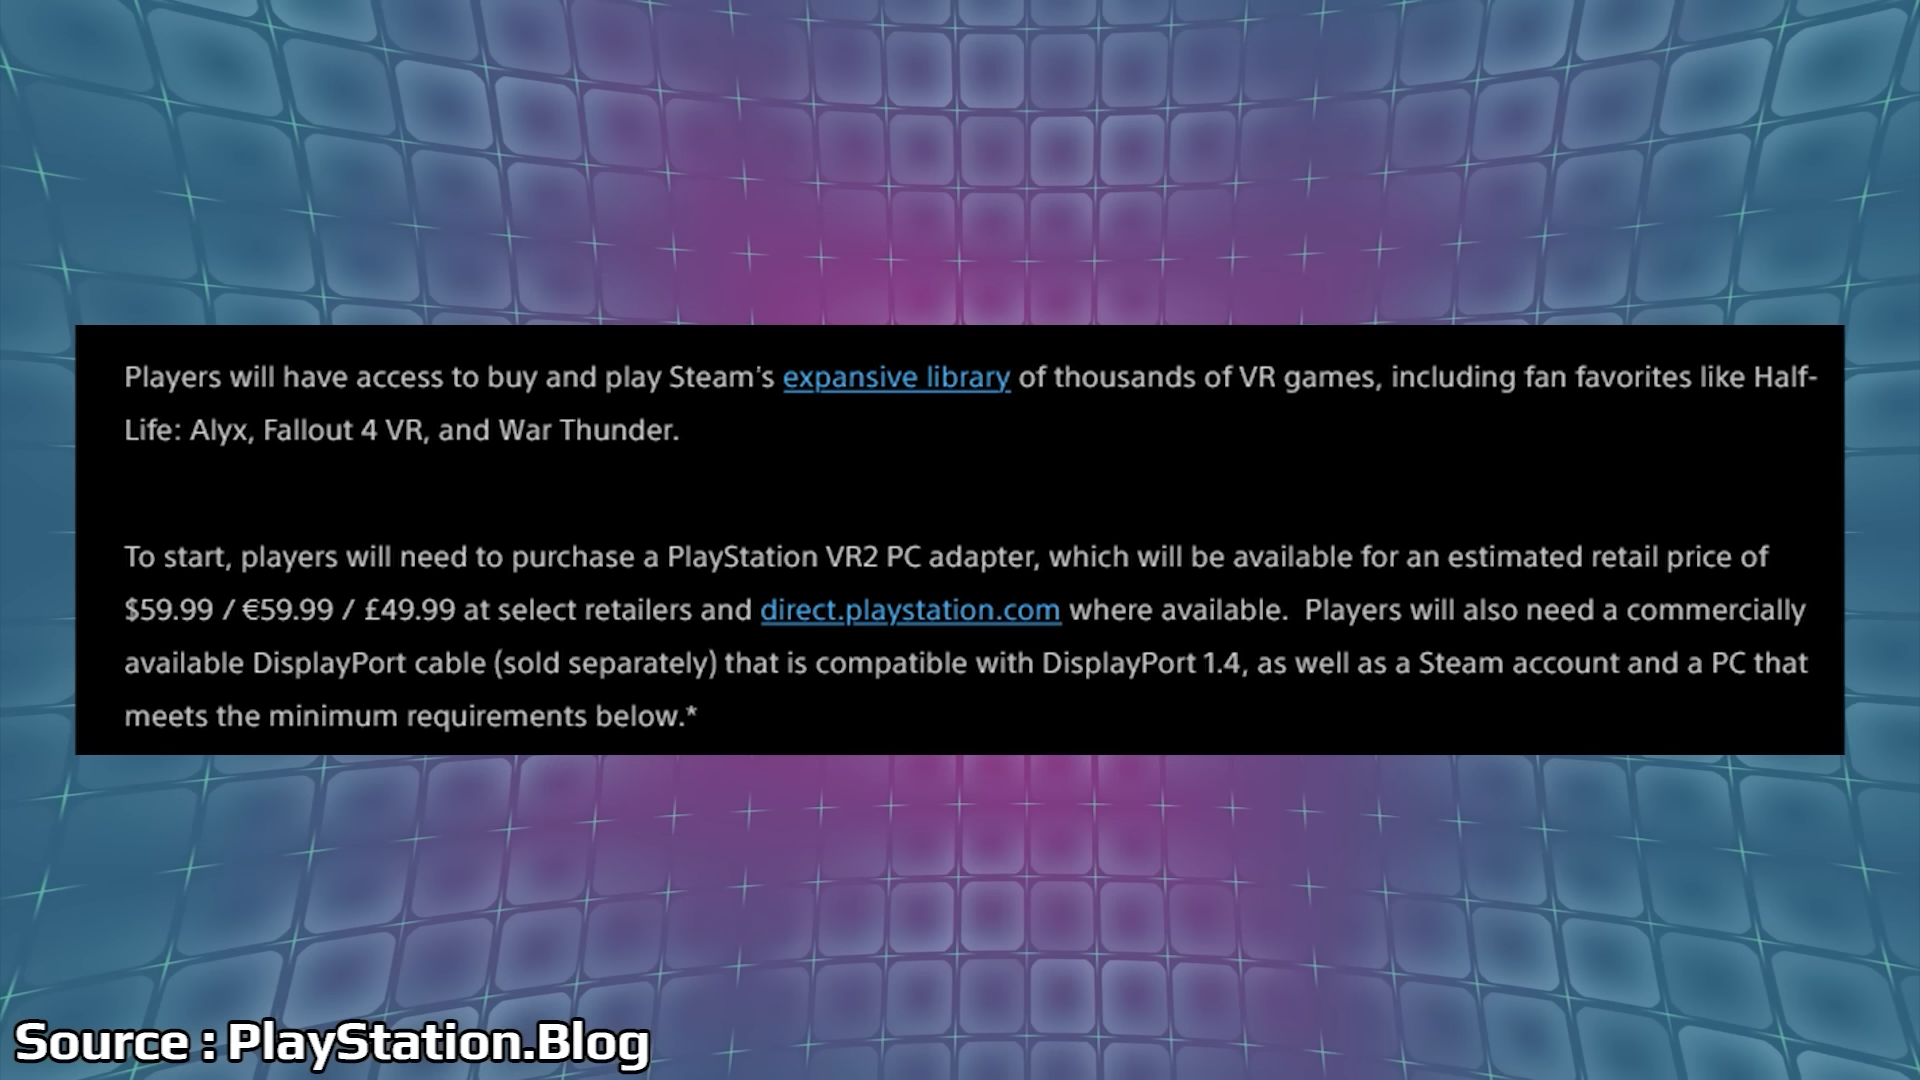 Players will have access to buy and play Steam's expansive library of thousands of VR games, including fan favorites like Half-
Life: Alyx, Fallout 4 VR, and War Thunder.
To start, players will need to purchase a PlayStation VR2 PC adapter, which will be available for an estimated retail price of
$59.99 / €59.99 / £49.99 at select retailers and direct.playstation.com where available.  Players will also need a commercially
available DisplayPort cable (sold separately) that is compatible with DisplayPort 1.4, as well as a Steam account and a PC that
meets the minimum requirements below.*
Source : PlayStation.Blog